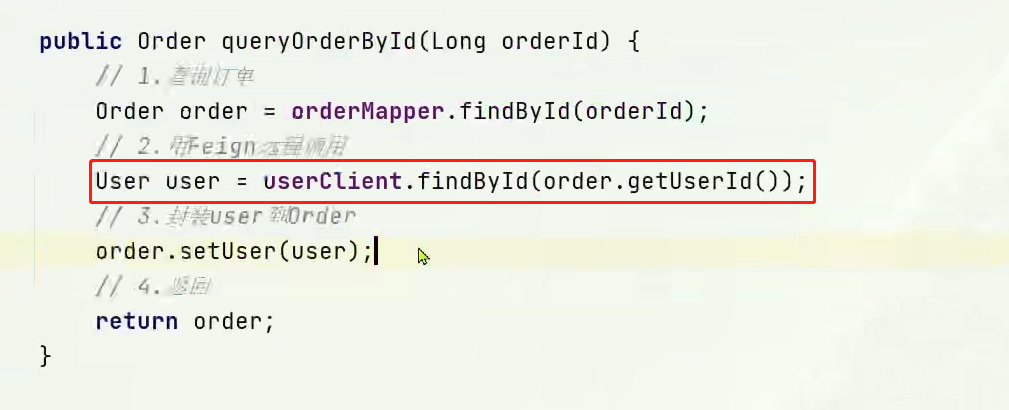 public Order queryOrderById(Long orderId) {
// 1.查询订单
Order order = orderMapper.findById(orderId);
// 2.用Feign远程调用
User user = userClient.findById(order.getUserId());
// 3.封装user到Order
order.setUser(user);
// 4.返回
return order;
}